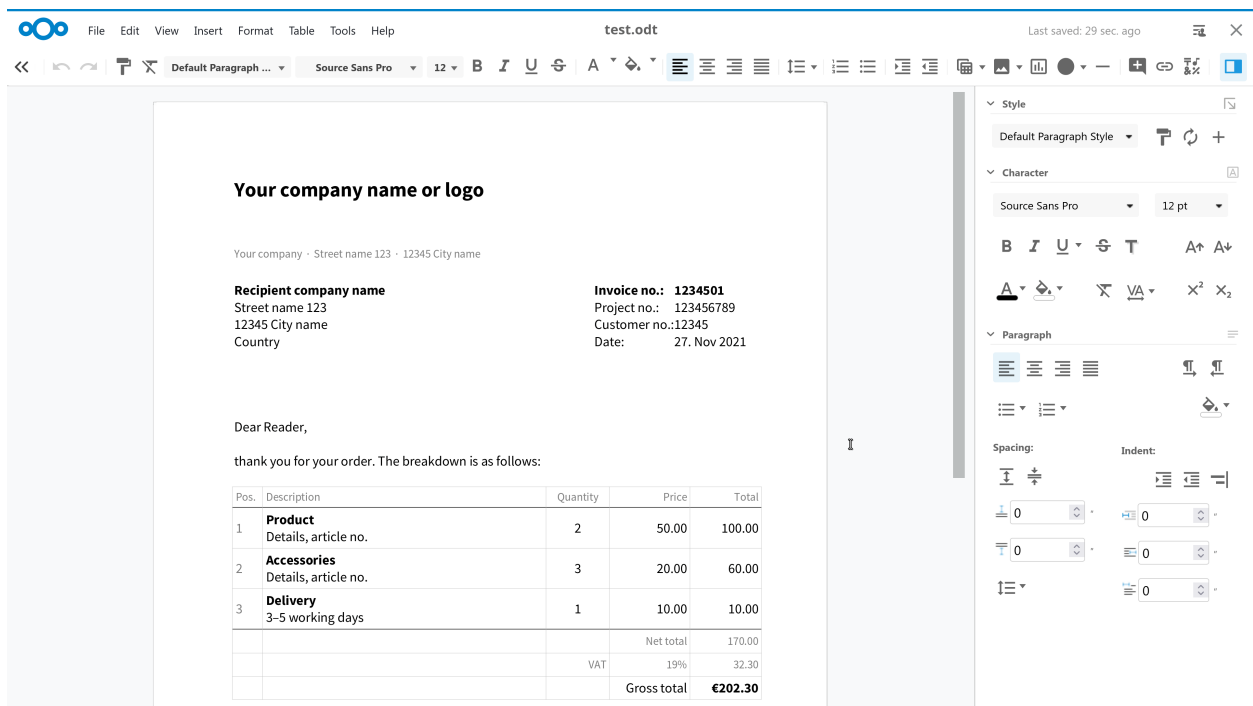 File Edit View Insert Format Table Tools Help test.odt Last saved: 29 sec. ago
Default Paragraph ... Source Sans Pro 12
Style
Default Paragraph Style
Character
Source Sans Pro 12 pt
Paragraph
Spacing: Indent:
0 0
0 0
0
Your company name or logo
Your company · Street name 123 · 12345 City name
Recipient company name Invoice no.: 1234501
Street name 123 Project no.: 123456789
12345 City name Customer no.:12345
Country Date: 27. Nov 2021
Dear Reader,
thank you for your order. The breakdown is as follows:
Pos. Description Quantity Price Total
1 Product 2 50.00 100.00
Details, article no.
2 Accessories 3 20.00 60.00
Details, article no.
3 Delivery 1 10.00 10.00
3–5 working days
Net total 170.00
VAT 19% 32.30
Gross total €202.30